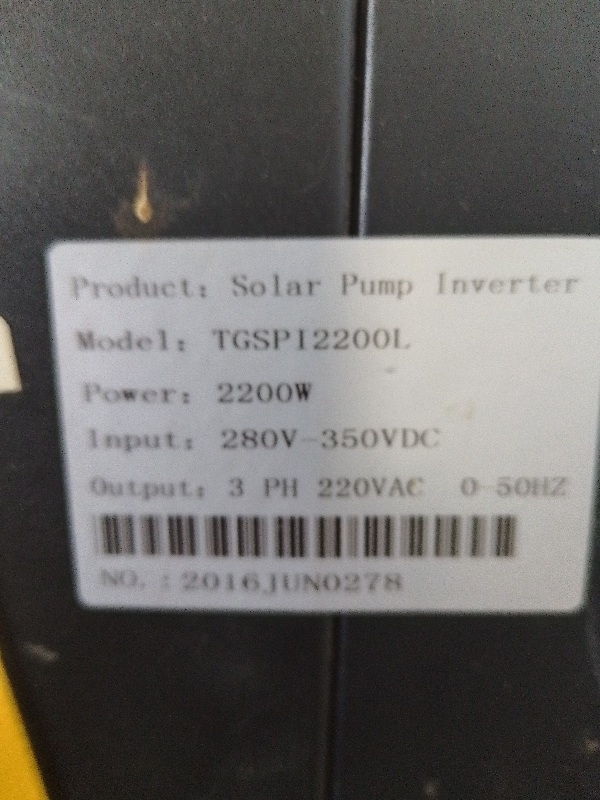 Product: Solar Pump Inverter
Model: TGSPI2200L
Power: 2200W
Input: 280V-350VDC
Output: 3 PH 220VAC 0-50HZ
NO.:2016JUN0278